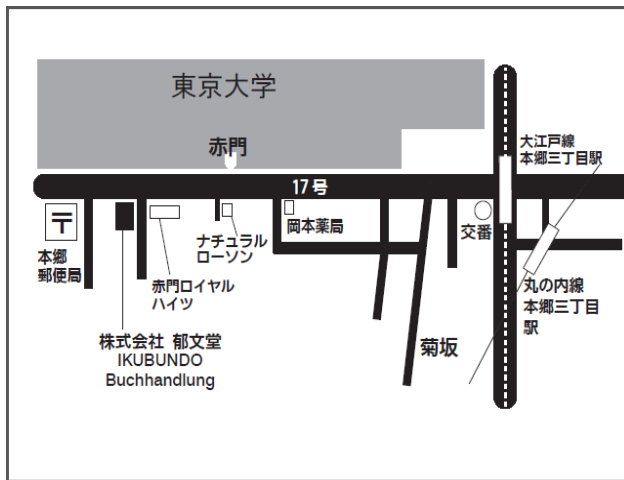 東京大学
赤門
大江戸線
本郷三丁目駅
17号
〒
本郷
郵便局
赤門ロイヤル
ハイツ
ナチュラル
ローソン
岡本薬局
交番
丸の内線
本郷三丁目
駅
菊坂
株式会社 郁文堂
IKUBUNDO
Buchhandlung